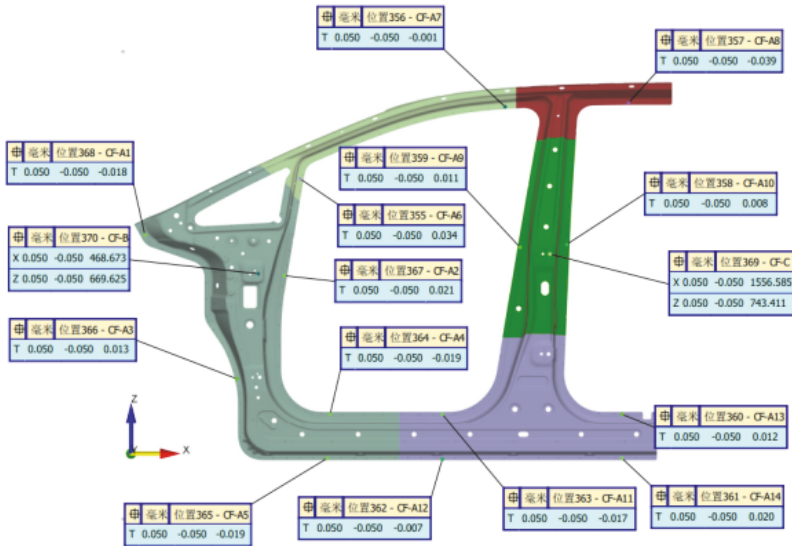 毫米 位置356 - CF-A7
T 0.050 -0.050 -0.001
毫米 位置357 - CF-A8
T 0.050 -0.050 -0.039
毫米 位置368 - CF-A1
T 0.050 -0.050 -0.018
毫米 位置359 - CF-A9
T 0.050 -0.050 0.011
毫米 位置358 - CF-A10
T 0.050 -0.050 0.008
毫米 位置355 - CF-A6
T 0.050 -0.050 0.034
毫米 位置370 - CF-B
X 0.050 -0.050 468.673
Z 0.050 -0.050 669.625
毫米 位置367 - CF-A2
T 0.050 -0.050 0.021
毫米 位置369 - CF-C
X 0.050 -0.050 1556.585
Z 0.050 -0.050 743.411
毫米 位置366 - CF-A3
T 0.050 -0.050 0.013
毫米 位置364 - CF-A4
T 0.050 -0.050 -0.019
Z
X
毫米 位置360 - CF-A13
T 0.050 -0.050 0.012
毫米 位置365 - CF-A5
T 0.050 -0.050 -0.019
毫米 位置362 - CF-A12
T 0.050 -0.050 -0.007
毫米 位置363 - CF-A11
T 0.050 -0.050 -0.017
毫米 位置361 - CF-A14
T 0.050 -0.050 0.020